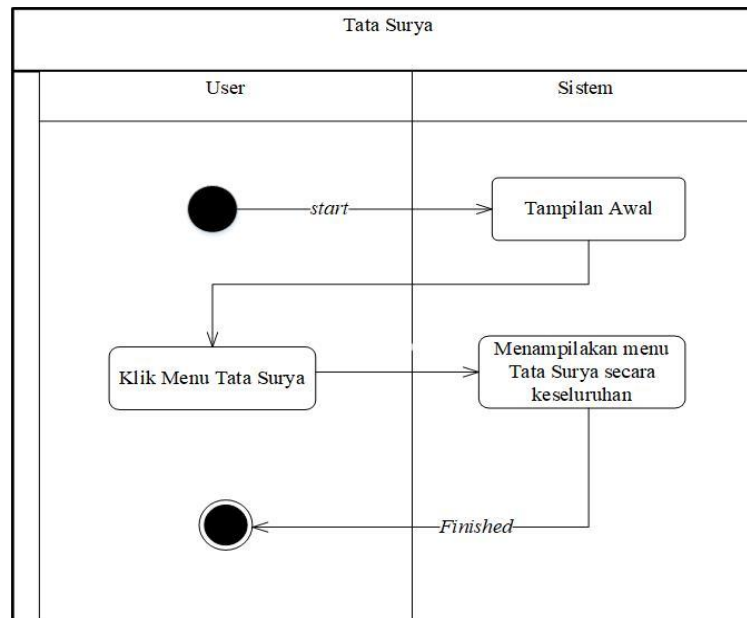 Tata Surya
User
Sistem
start
Tampilan Awal
Klik Menu Tata Surya
Menampilakan menu
Tata Surya secara
keseluruhan
Finished